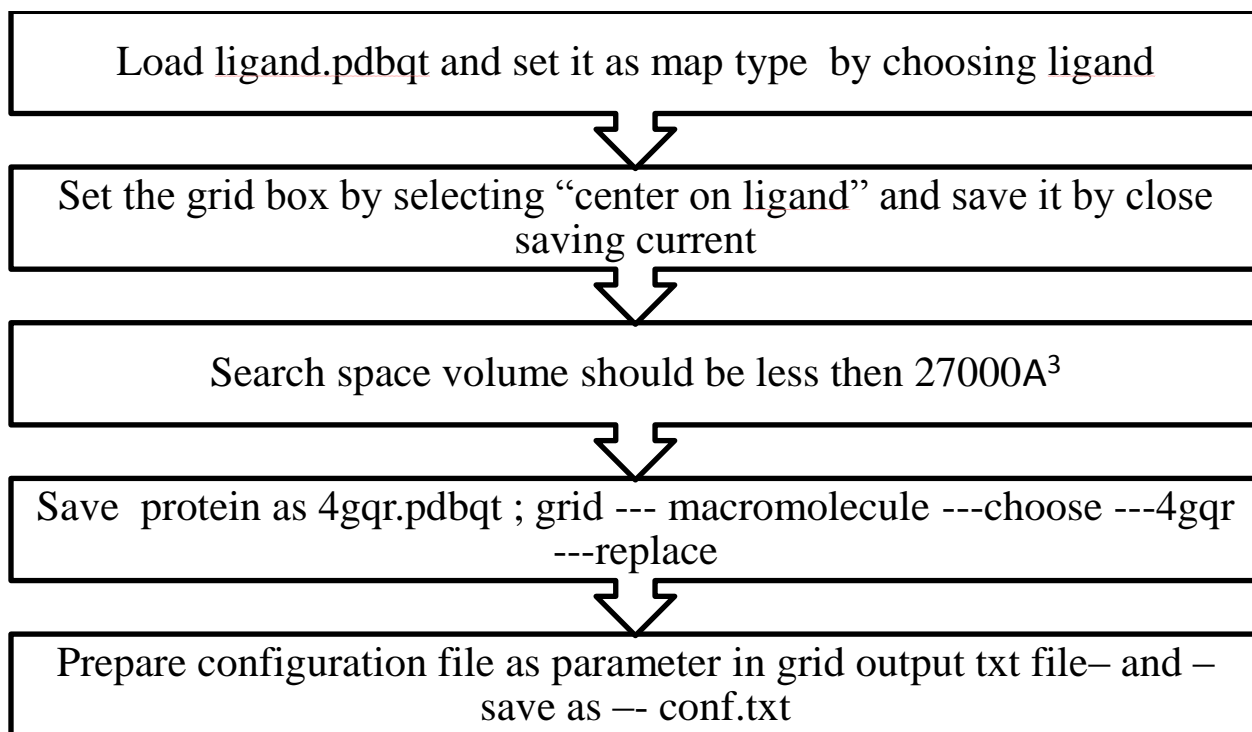 Load ligand.pdbqt and set it as map type  by choosing ligand
Set the grid box by selecting “center on ligand” and save it by close
saving current
Search space volume should be less then 27000A³
Save  protein as 4gqr.pdbqt ; grid --- macromolecule ---choose ---4gqr
---replace
Prepare configuration file as parameter in grid output txt file– and –
save as –- conf.txt